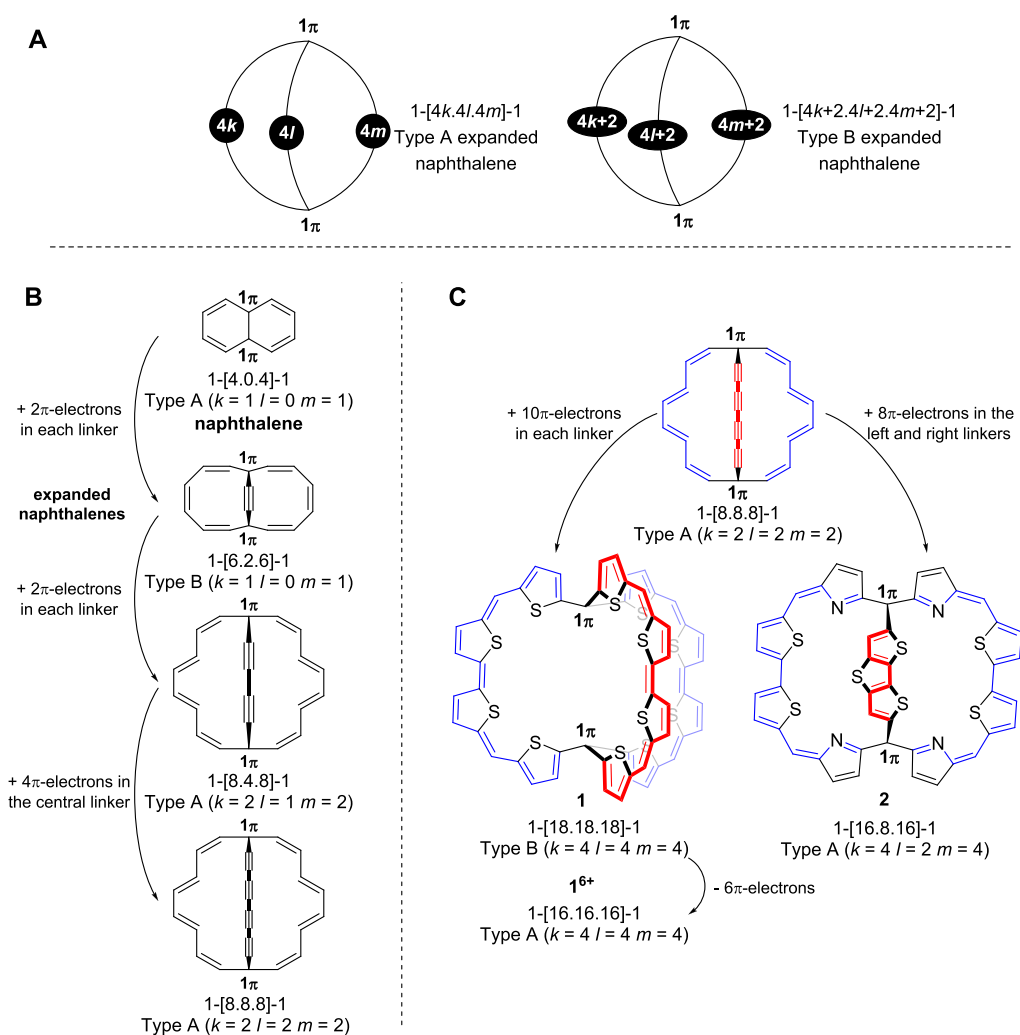 A
1π
4k
4l
4m
1π
1-[4k.4l.4m]-1
Type A expanded
naphthalene
1π
4k+2
4l+2
4m+2
1π
1-[4k+2.4l+2.4m+2]-1
Type B expanded
naphthalene
B
1π
1π
1-[4.0.4]-1
Type A (k = 1 l = 0 m = 1)
naphthalene
+ 2π-electrons
in each linker
expanded
naphthalenes
1π
1π
1-[6.2.6]-1
Type B (k = 1 l = 0 m = 1)
+ 2π-electrons
in each linker
1π
1π
1-[8.4.8]-1
Type A (k = 2 l = 1 m = 2)
+ 4π-electrons in
the central linker
1π
1π
1-[8.8.8]-1
Type A (k = 2 l = 2 m = 2)
C
1π
1π
1-[8.8.8]-1
Type A (k = 2 l = 2 m = 2)
+ 10π-electrons
in each linker
+ 8π-electrons in the
left and right linkers
S
S
S
S
S
S
S
S
S
S
S
S
1π
1π
1
1-[18.18.18]-1
Type B (k = 4 l = 4 m = 4)
1⁶⁺
- 6π-electrons
1-[16.16.16]-1
Type A (k = 4 l = 4 m = 4)
1π
N
N
S
S
S
S
S
S
S
N
N
1π
2
1-[16.8.16]-1
Type A (k = 4 l = 2 m = 4)